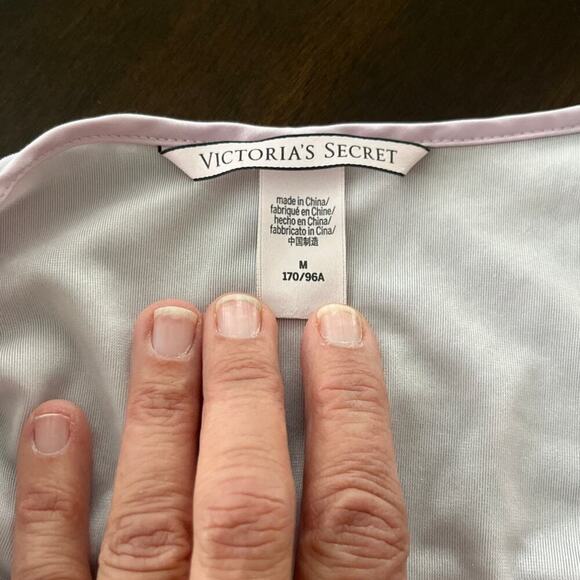 VICTORIA'S SECRET
made in China/
fabriqué en Chine/
hecho en China/
fabbricato in Cina/
中国制造
M
170/96A